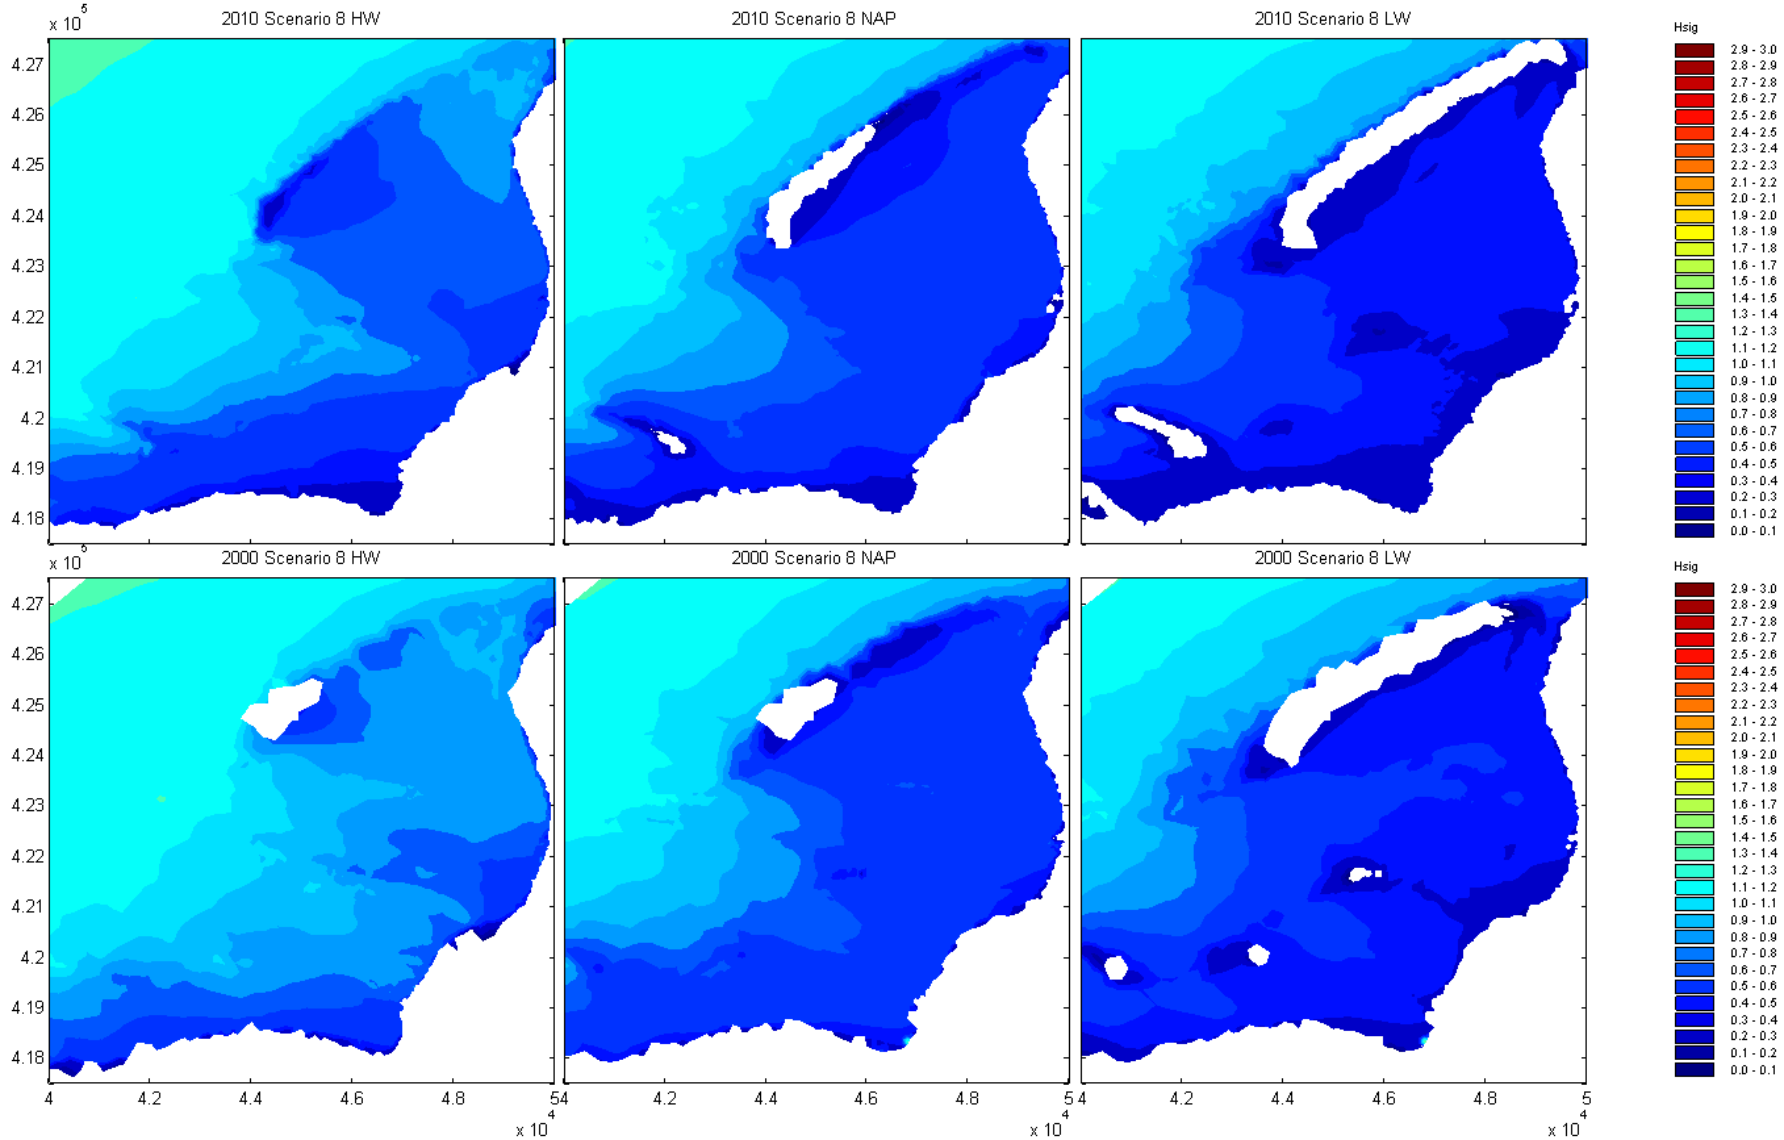 2010 Scenario 8 HW
2010 Scenario 8 NAP
2010 Scenario 8 LW
x 10^5
4.27
4.26
4.25
4.24
4.23
4.22
4.21
4.2
4.19
4.18
Hsig
2.9 - 3.0
2.8 - 2.9
2.7 - 2.8
2.6 - 2.7
2.5 - 2.6
2.4 - 2.5
2.3 - 2.4
2.2 - 2.3
2.1 - 2.2
2.0 - 2.1
1.9 - 2.0
1.8 - 1.9
1.7 - 1.8
1.6 - 1.7
1.5 - 1.6
1.4 - 1.5
1.3 - 1.4
1.2 - 1.3
1.1 - 1.2
1.0 - 1.1
0.9 - 1.0
0.8 - 0.9
0.7 - 0.8
0.6 - 0.7
0.5 - 0.6
0.4 - 0.5
0.3 - 0.4
0.2 - 0.3
0.1 - 0.2
0.0 - 0.1
2000 Scenario 8 HW
2000 Scenario 8 NAP
2000 Scenario 8 LW
x 10^5
4.27
4.26
4.25
4.24
4.23
4.22
4.21
4.2
4.19
4.18
4 4.2 4.4 4.6 4.8 5
x 10^4
4 4.2 4.4 4.6 4.8 5
x 10^4
4 4.2 4.4 4.6 4.8 5
x 10^4
Hsig
2.9 - 3.0
2.8 - 2.9
2.7 - 2.8
2.6 - 2.7
2.5 - 2.6
2.4 - 2.5
2.3 - 2.4
2.2 - 2.3
2.1 - 2.2
2.0 - 2.1
1.9 - 2.0
1.8 - 1.9
1.7 - 1.8
1.6 - 1.7
1.5 - 1.6
1.4 - 1.5
1.3 - 1.4
1.2 - 1.3
1.1 - 1.2
1.0 - 1.1
0.9 - 1.0
0.8 - 0.9
0.7 - 0.8
0.6 - 0.7
0.5 - 0.6
0.4 - 0.5
0.3 - 0.4
0.2 - 0.3
0.1 - 0.2
0.0 - 0.1